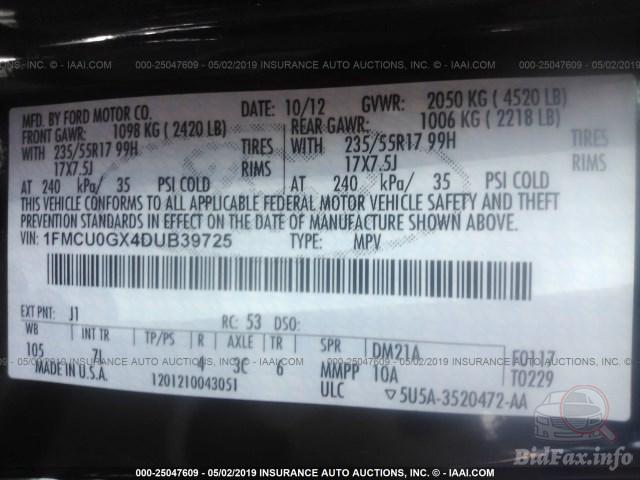 000-25047609 - 05/02/2019 INSURANCE AUTO AUCTIONS, INC. - IAAI.COM
MFD. BY FORD MOTOR CO. DATE: 10/12 GVWR: 2050 KG ( 4520 LB)
FRONT GAWR: 1098 KG ( 2420 LB) REAR GAWR: 1006 KG ( 2218 LB)
WITH 235/55R17 99H TIRES WITH 235/55R17 99H TIRES
17X7.5J RIMS 17X7.5J RIMS
AT 240 kPa/ 35 PSI COLD AT 240 kPa/ 35 PSI COLD
THIS VEHICLE CONFORMS TO ALL APPLICABLE FEDERAL MOTOR VEHICLE SAFETY AND THEFT
PREVENTION STANDARDS IN EFFECT ON THE DATE OF MANUFACTURE SHOWN ABOVE.
VIN: 1FMCU0GX4DUB39725 TYPE: MPV
EXT PNT: J1 RC: 53 DSO:
WB INT TR TP/PS R AXLE TR SPR DM21A F0117
105 7L 4 3C 6 MMPP 10A T0229
MADE IN U.S.A. 1201210043051 ULC ▽5U5A-3520472-AA
000-25047609 - 05/02/2019 INSURANCE AUTO AUCTIONS, INC. - IAAI.COM
BidFax.info